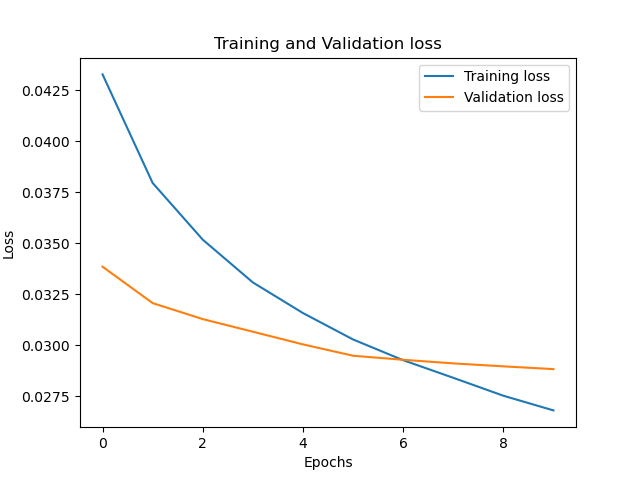 Training and Validation loss
Training loss
Validation loss
0.0425
0.0400
0.0375
0.0350
0.0325
0.0300
0.0275
Loss
0 2 4 6 8
Epochs